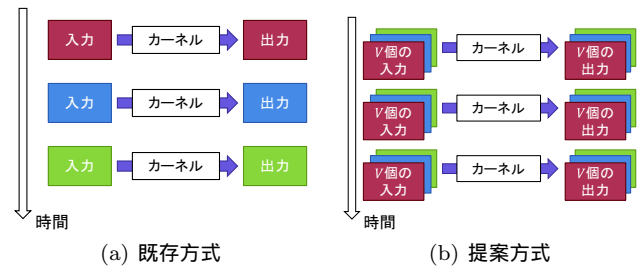 入力 カーネル 出力
入力 カーネル 出力
入力 カーネル 出力
時間
(a) 既存方式
V個の
入力
カーネル
V個の
出力
V個の
入力
カーネル
V個の
出力
V個の
入力
カーネル
V個の
出力
時間
(b) 提案方式